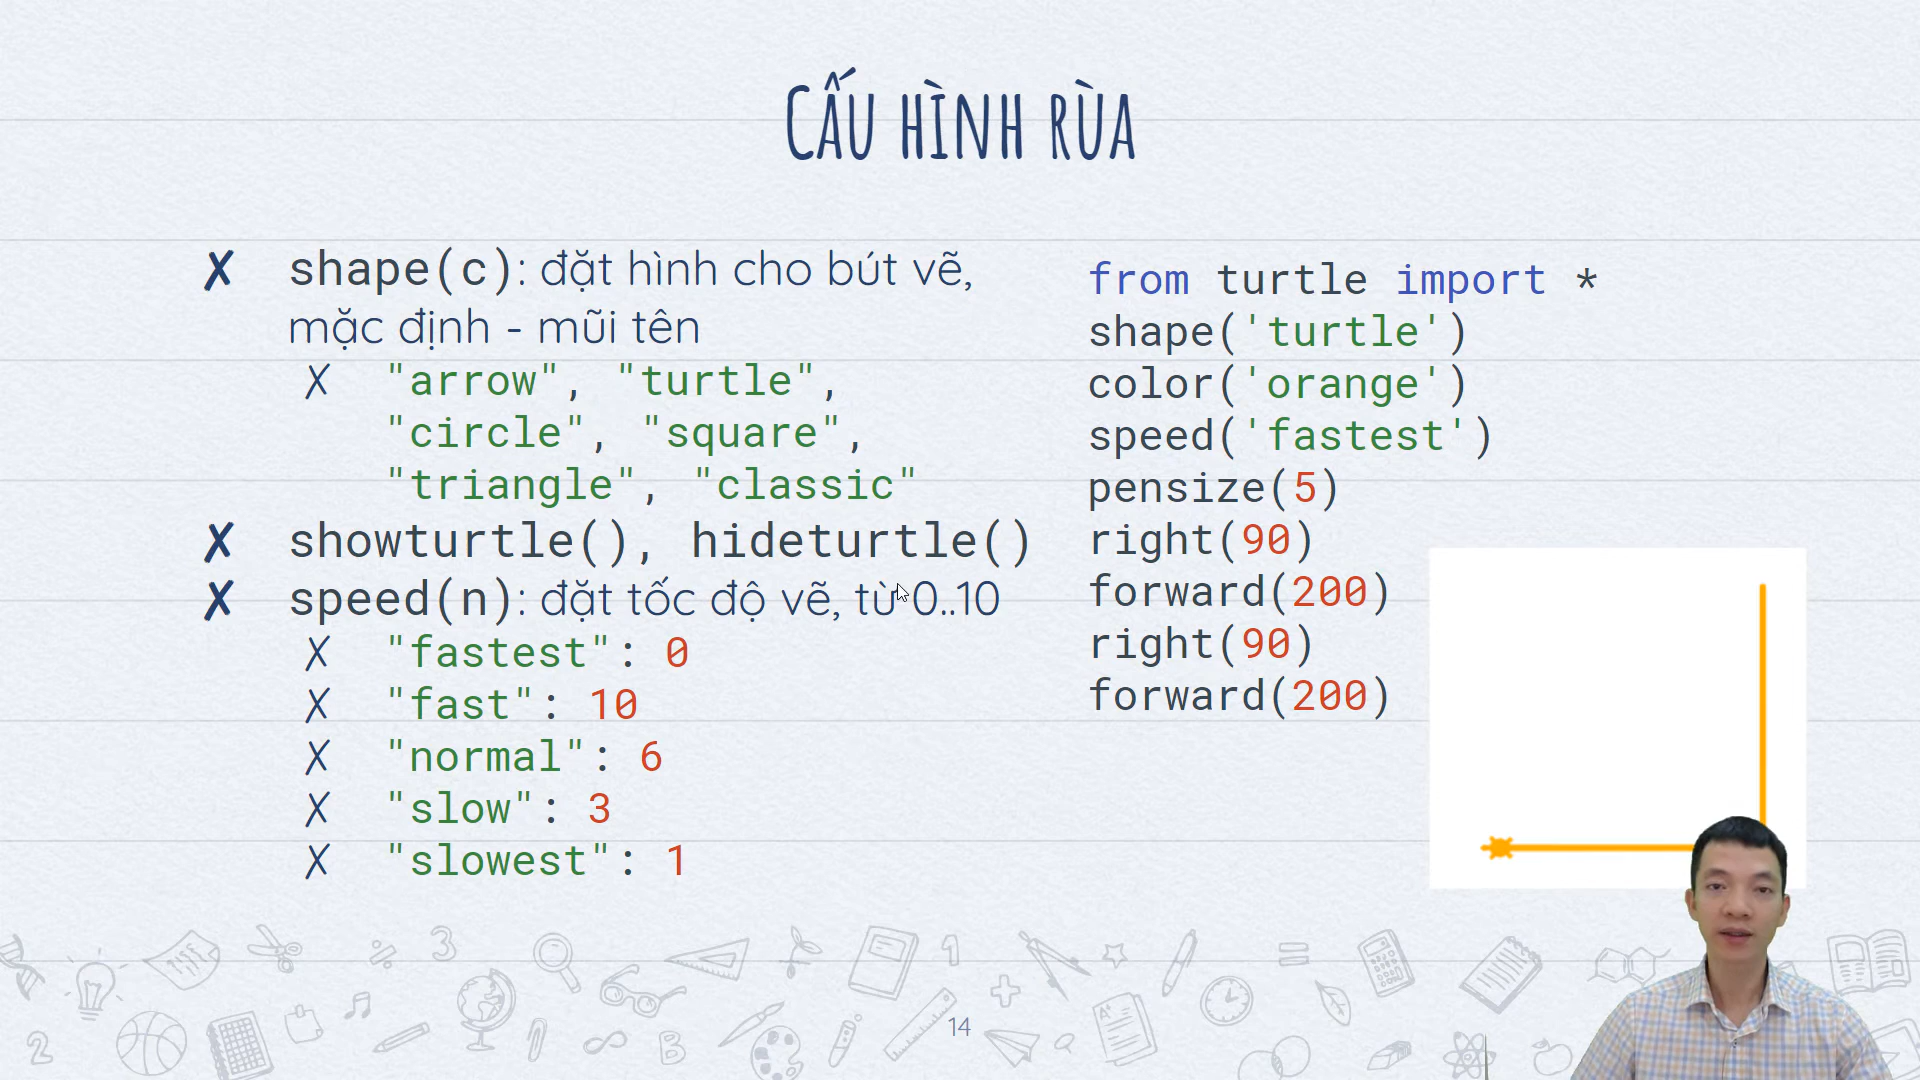 CẤU HÌNH RÙA
✗ shape(c): đặt hình cho bút vẽ,
mặc định - mũi tên
✗ "arrow", "turtle",
"circle", "square",
"triangle", "classic"
✗ showturtle(), hideturtle()
✗ speed(n): đặt tốc độ vẽ, từ 0..10
✗ "fastest": 0
✗ "fast": 10
✗ "normal": 6
✗ "slow": 3
✗ "slowest": 1
from turtle import *
shape('turtle')
color('orange')
speed('fastest')
pensize(5)
right(90)
forward(200)
right(90)
forward(200)
14